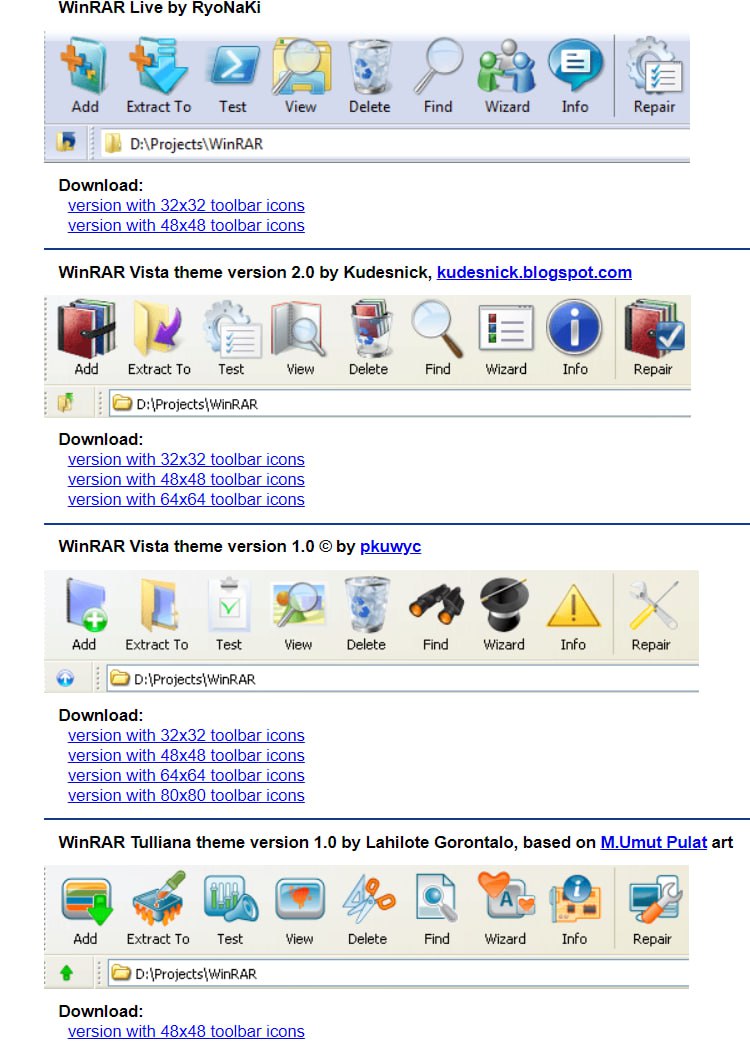 WinRAR Live by RyoNaKi
Add Extract To Test View Delete Find Wizard Info Repair
D:\Projects\WinRAR
Download:
version with 32x32 toolbar icons
version with 48x48 toolbar icons
WinRAR Vista theme version 2.0 by Kudesnick, kudesnick.blogspot.com
Add Extract To Test View Delete Find Wizard Info Repair
D:\Projects\WinRAR
Download:
version with 32x32 toolbar icons
version with 48x48 toolbar icons
version with 64x64 toolbar icons
WinRAR Vista theme version 1.0 © by pkuwyc
Add Extract To Test View Delete Find Wizard Info Repair
D:\Projects\WinRAR
Download:
version with 32x32 toolbar icons
version with 48x48 toolbar icons
version with 64x64 toolbar icons
version with 80x80 toolbar icons
WinRAR Tulliana theme version 1.0 by Lahilote Gorontalo, based on M.Umut Pulat art
Add Extract To Test View Delete Find Wizard Info Repair
D:\Projects\WinRAR
Download:
version with 48x48 toolbar icons